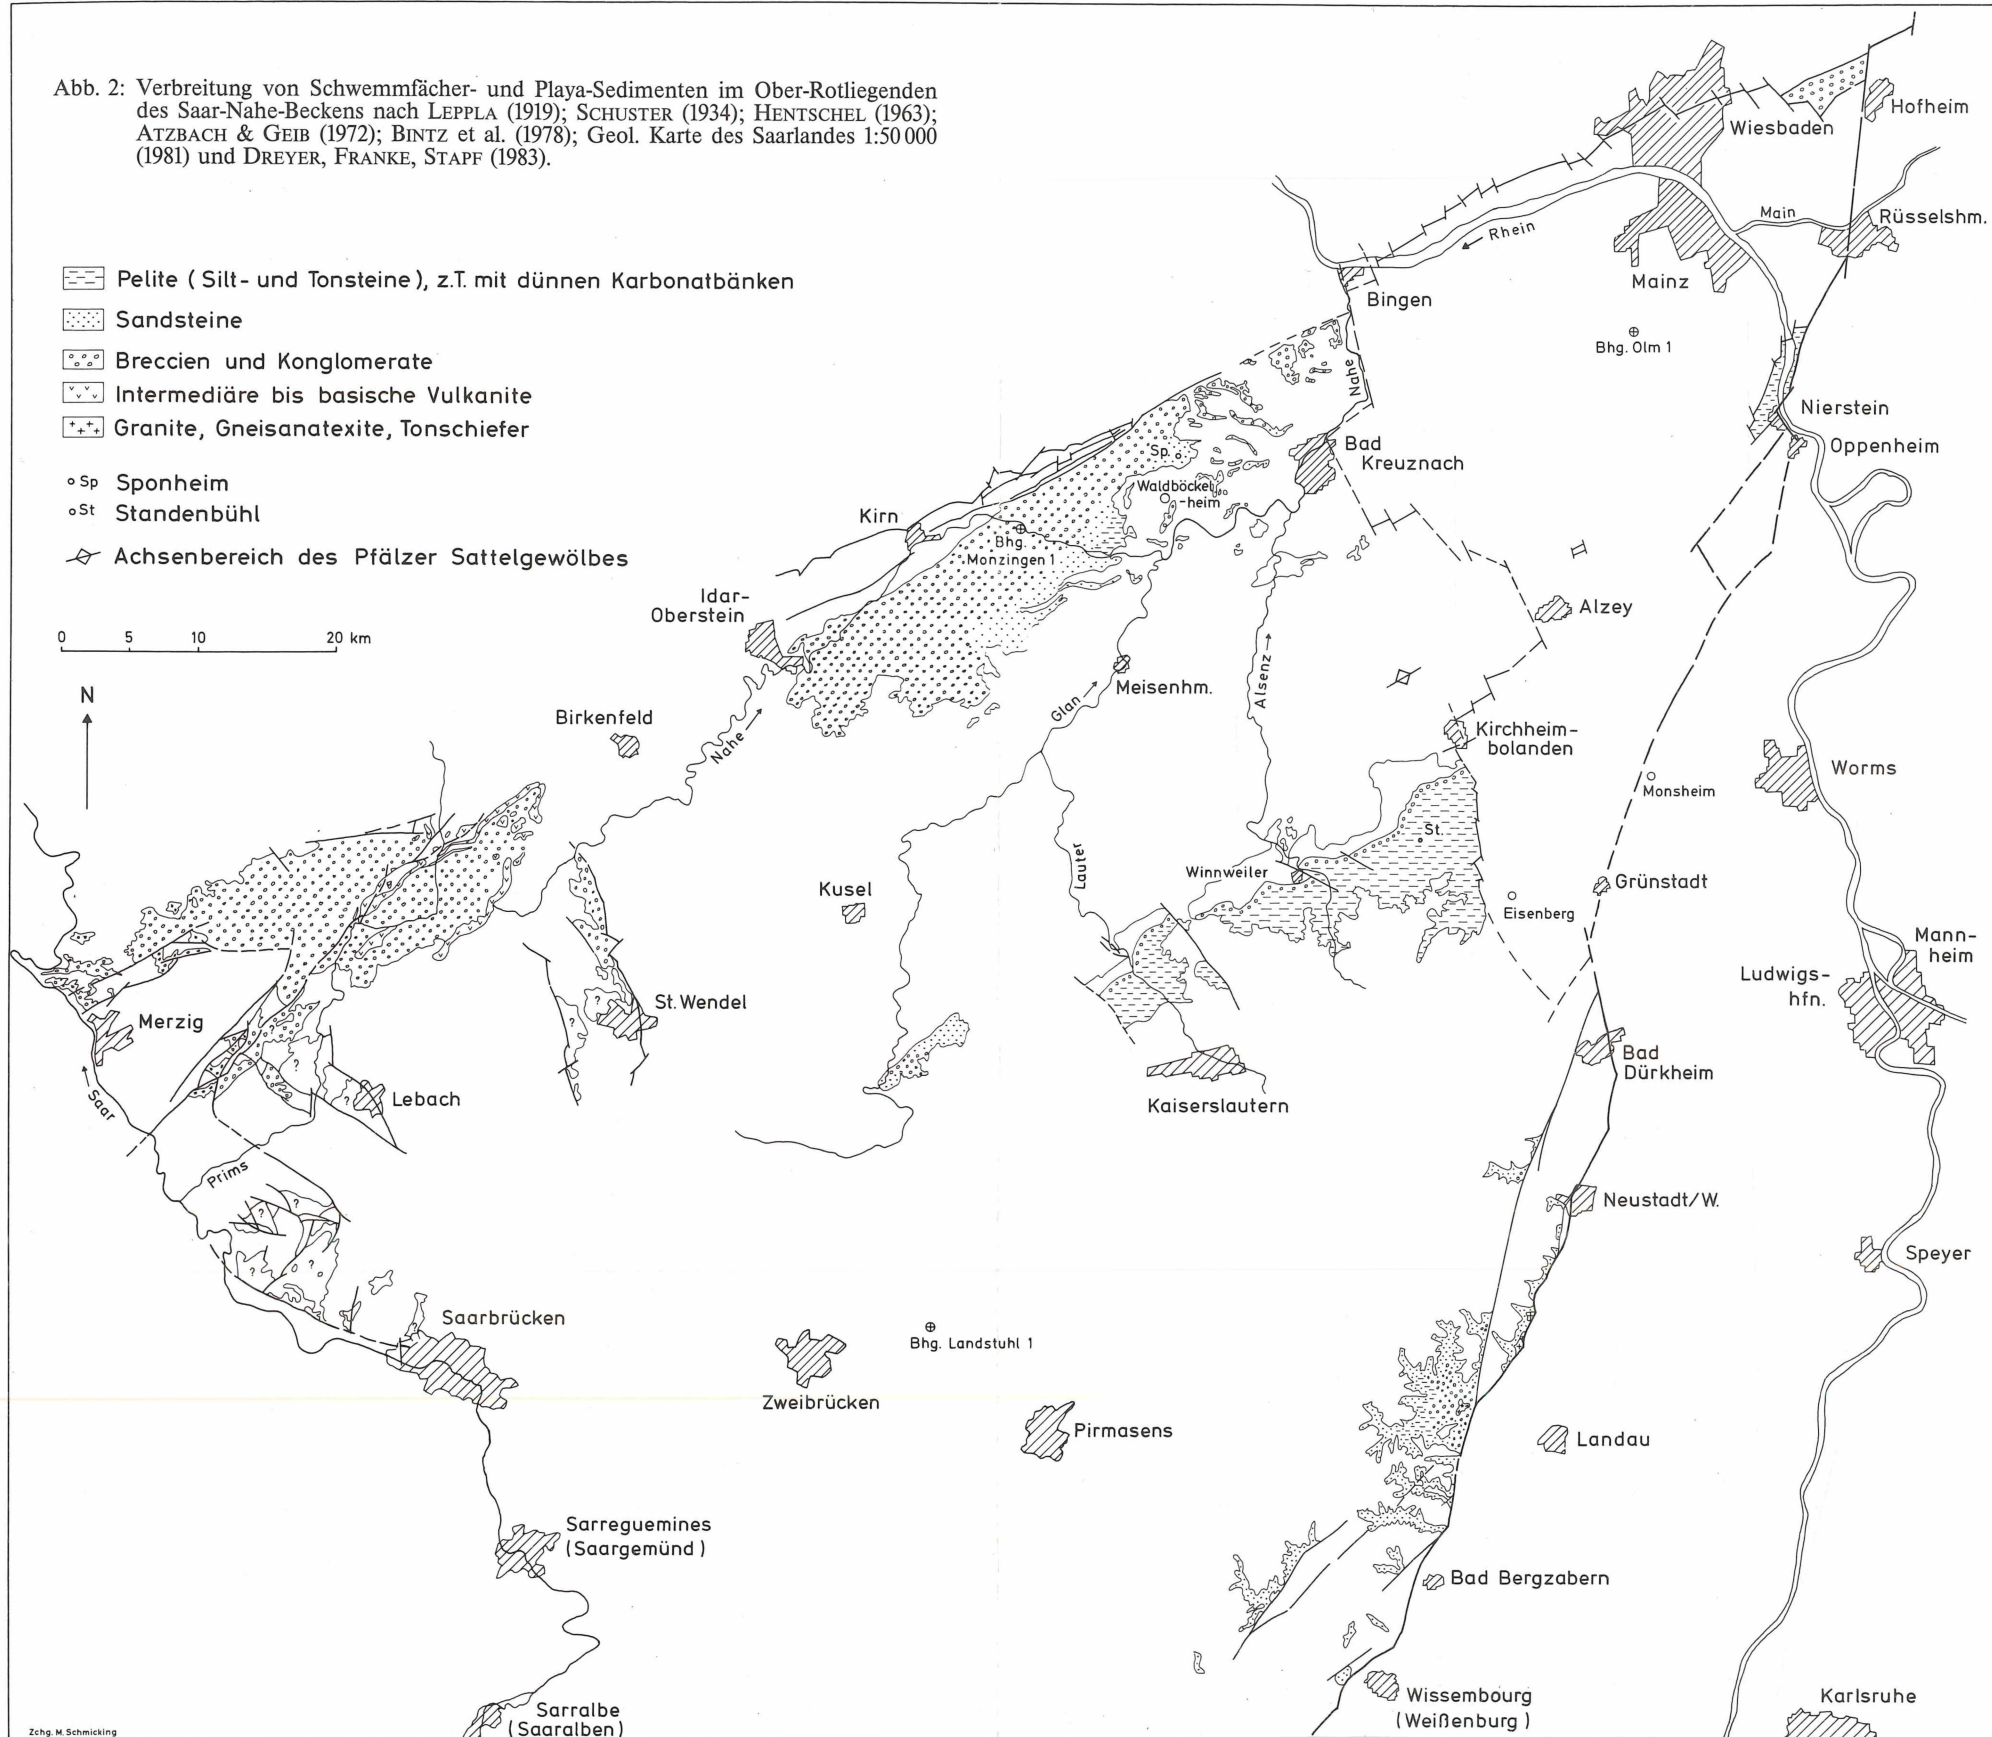 Abb. 2: Verbreitung von Schwemmfächer- und Playa-Sedimenten im Ober-Rotliegenden
des Saar-Nahe-Beckens nach LEPPLA (1919); SCHUSTER (1934); HENTSCHEL (1963);
ATZBACH & GEIB (1972); BINTZ et al. (1978); Geol. Karte des Saarlandes 1:50 000
(1981) und DREYER, FRANKE, STAPF (1983).
Pelite ( Silt- und Tonsteine ), z.T. mit dünnen Karbonatbänken
Sandsteine
Breccien und Konglomerate
Intermediäre bis basische Vulkanite
Granite, Gneisanatexite, Tonschiefer
Sp Sponheim
St Standenbühl
Achsenbereich des Pfälzer Sattelgewölbes
0 5 10 20 km
N
Hofheim
Wiesbaden
Main
Rüsselshm.
Rhein
Mainz
Bingen
Bhg. Olm 1
Nahe
Nierstein
Oppenheim
Bad
Kreuznach
Sp.
Waldböckel
-heim
Kirn
Bhg.
Monzingen 1
Idar-
Oberstein
Alzey
Alsenz
Meisenhm.
Glan
Birkenfeld
Nahe
Kirchheim-
bolanden
Worms
Monsheim
St.
Lauter
Winnweiler
Kusel
Grünstadt
Eisenberg
Mann-
heim
Ludwigs-
hfn.
St. Wendel
?
?
Merzig
?
?
?
Lebach
Saar
Bad
Dürkheim
Kaiserslautern
Prims
?
?
?
?
Neustadt/W.
Speyer
Saarbrücken
Bhg. Landstuhl 1
Zweibrücken
Pirmasens
Landau
Sarreguemines
(Saargemünd)
Bad Bergzabern
Wissembourg
(Weißenburg)
Karlsruhe
Sarralbe
(Saaralben)
Zchg. M. Schmicking